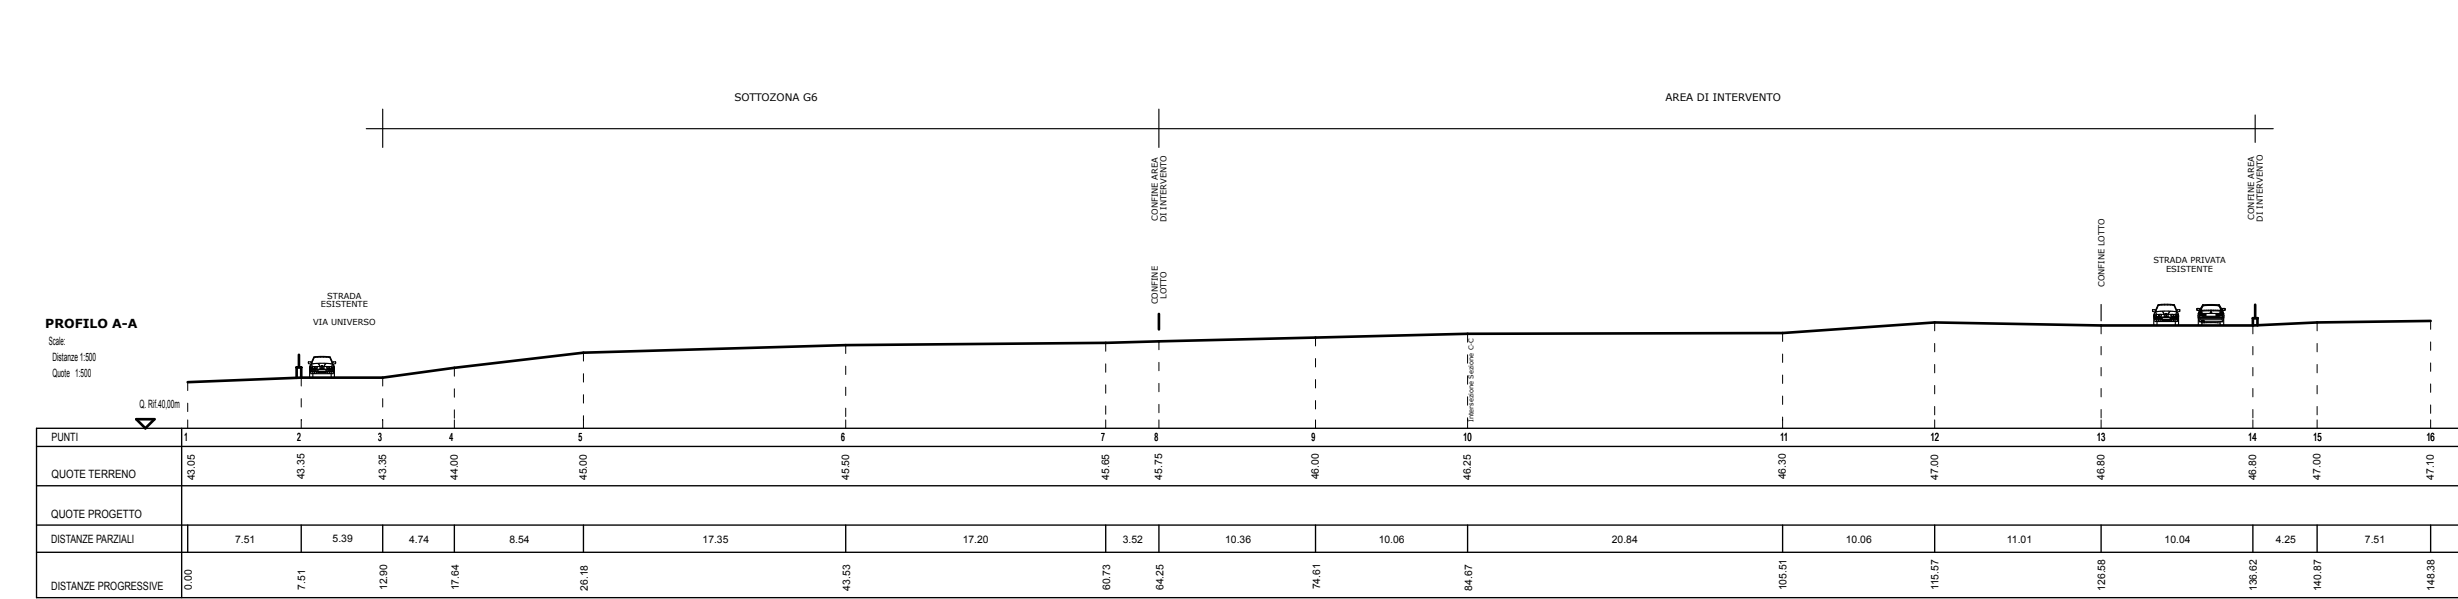 SOTTOZONA G6
AREA DI INTERVENTO
CONFINE AREA
DI INTERVENTO
CONFINE AREA
DI INTERVENTO
CONFINE LOTTO
CONFINE
LOTTO
STRADA PRIVATA
ESISTENTE
STRADA
ESISTENTE
VIA UNIVERSO
PROFILO A-A
Scale:
Distanze 1:500
Quote 1:500
Q. Rif.40,00m
Intersezione Sezione C-C
PUNTI 1 2 3 4 5 6 7 8 9 10 11 12 13 14 15 16
QUOTE TERRENO 43.05 43.35 43.35 44.00 45.00 45.50 45.65 45.75 46.00 46.25 46.30 47.00 46.80 46.80 47.00 47.10
QUOTE PROGETTO
DISTANZE PARZIALI 7.51 5.39 4.74 8.54 17.35 17.20 3.52 10.36 10.06 20.84 10.06 11.01 10.04 4.25 7.51
DISTANZE PROGRESSIVE 0.00 7.51 12.90 17.64 26.18 43.53 60.73 64.25 74.61 84.67 105.51 115.57 126.58 136.62 140.87 148.38